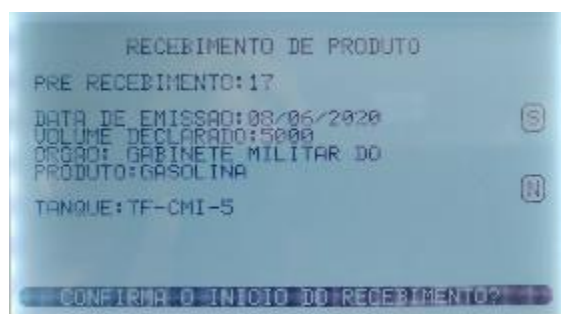 RECEBIMENTO DE PRODUTO
PRE RECEBIMENTO:17
DATA DE EMISSAO:08/06/2020
S
VOLUME DECLARADO:5000
ORGAO: GABINETE MILITAR DO
PRODUTO:GASOLINA
N
TANQUE:TF-CMI-5
CONFIRMA O INICIO DO RECEBIMENTO?